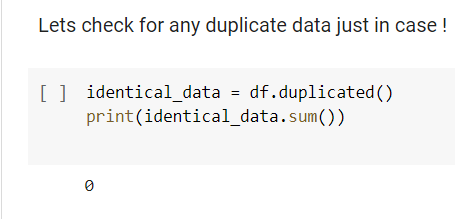 Lets check for any duplicate data just in case !
[ ] identical_data = df.duplicated()
print(identical_data.sum())
0